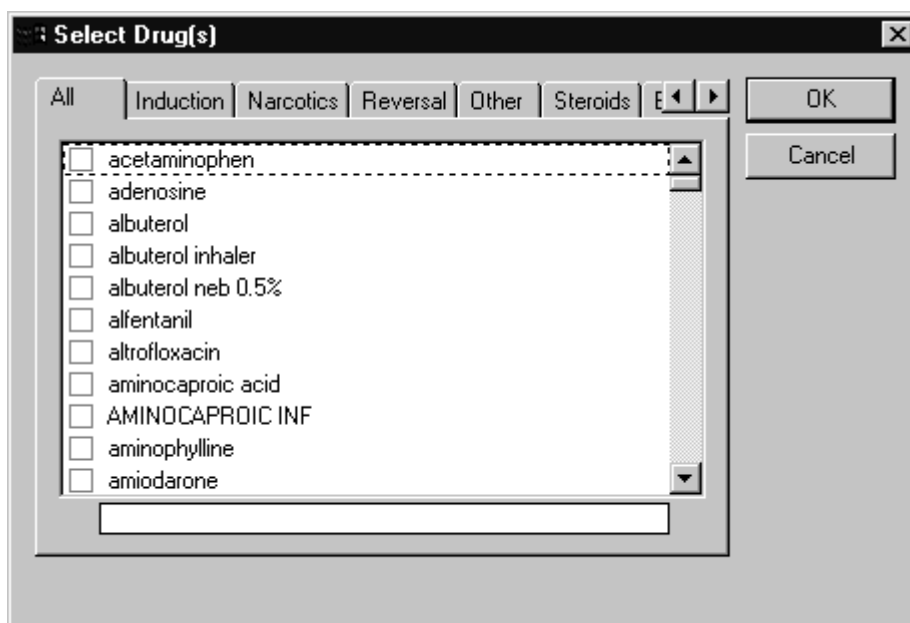 Select Drug(s)
All Induction Narcotics Reversal Other Steroids
OK
Cancel
acetaminophen
adenosine
albuterol
albuterol inhaler
albuterol neb 0.5%
alfentanil
altrofloxacin
aminocaproic acid
AMINOCAPROIC INF
aminophylline
amiodarone